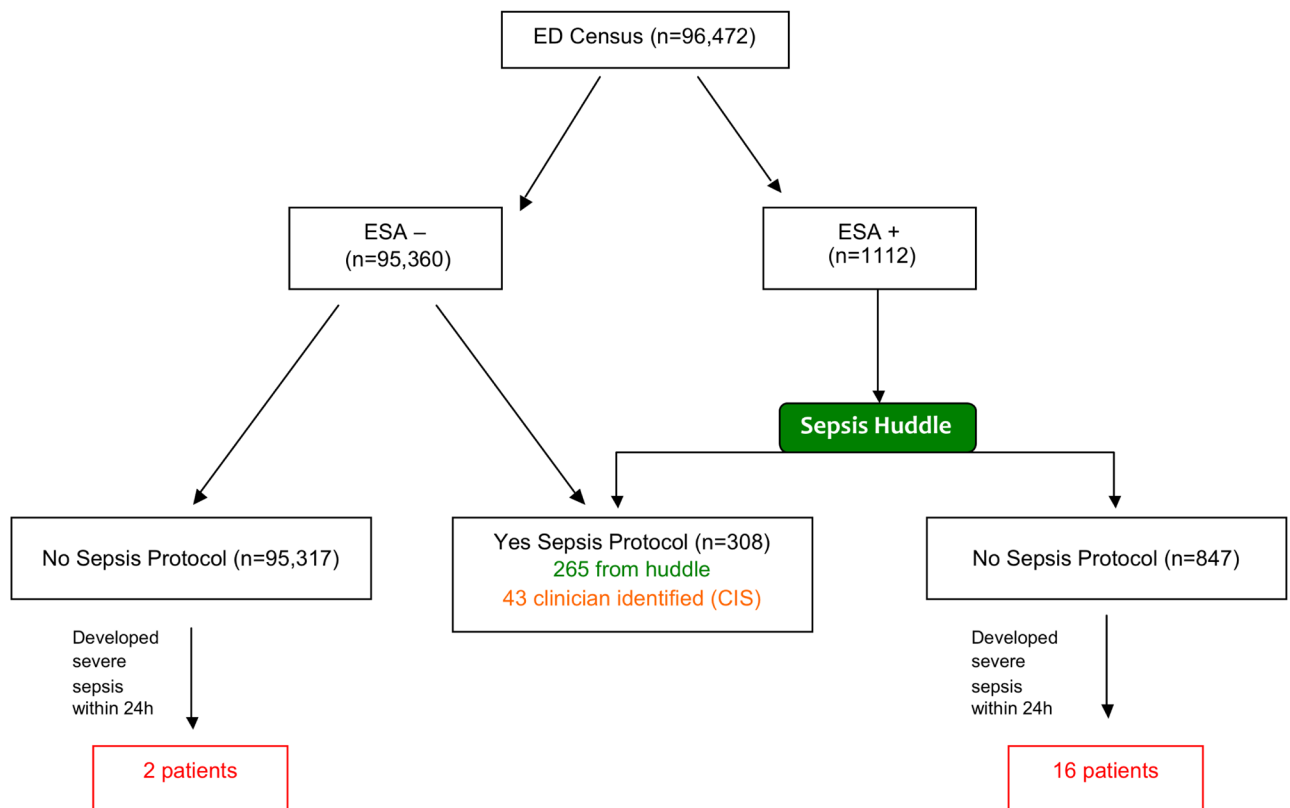 ED Census (n=96,472)
ESA –
(n=95,360)
ESA +
(n=1112)
Sepsis Huddle
No Sepsis Protocol (n=95,317)
Yes Sepsis Protocol (n=308)
265 from huddle
43 clinician identified (CIS)
No Sepsis Protocol (n=847)
Developed
severe
sepsis
within 24h
Developed
severe
sepsis
within 24h
2 patients
16 patients